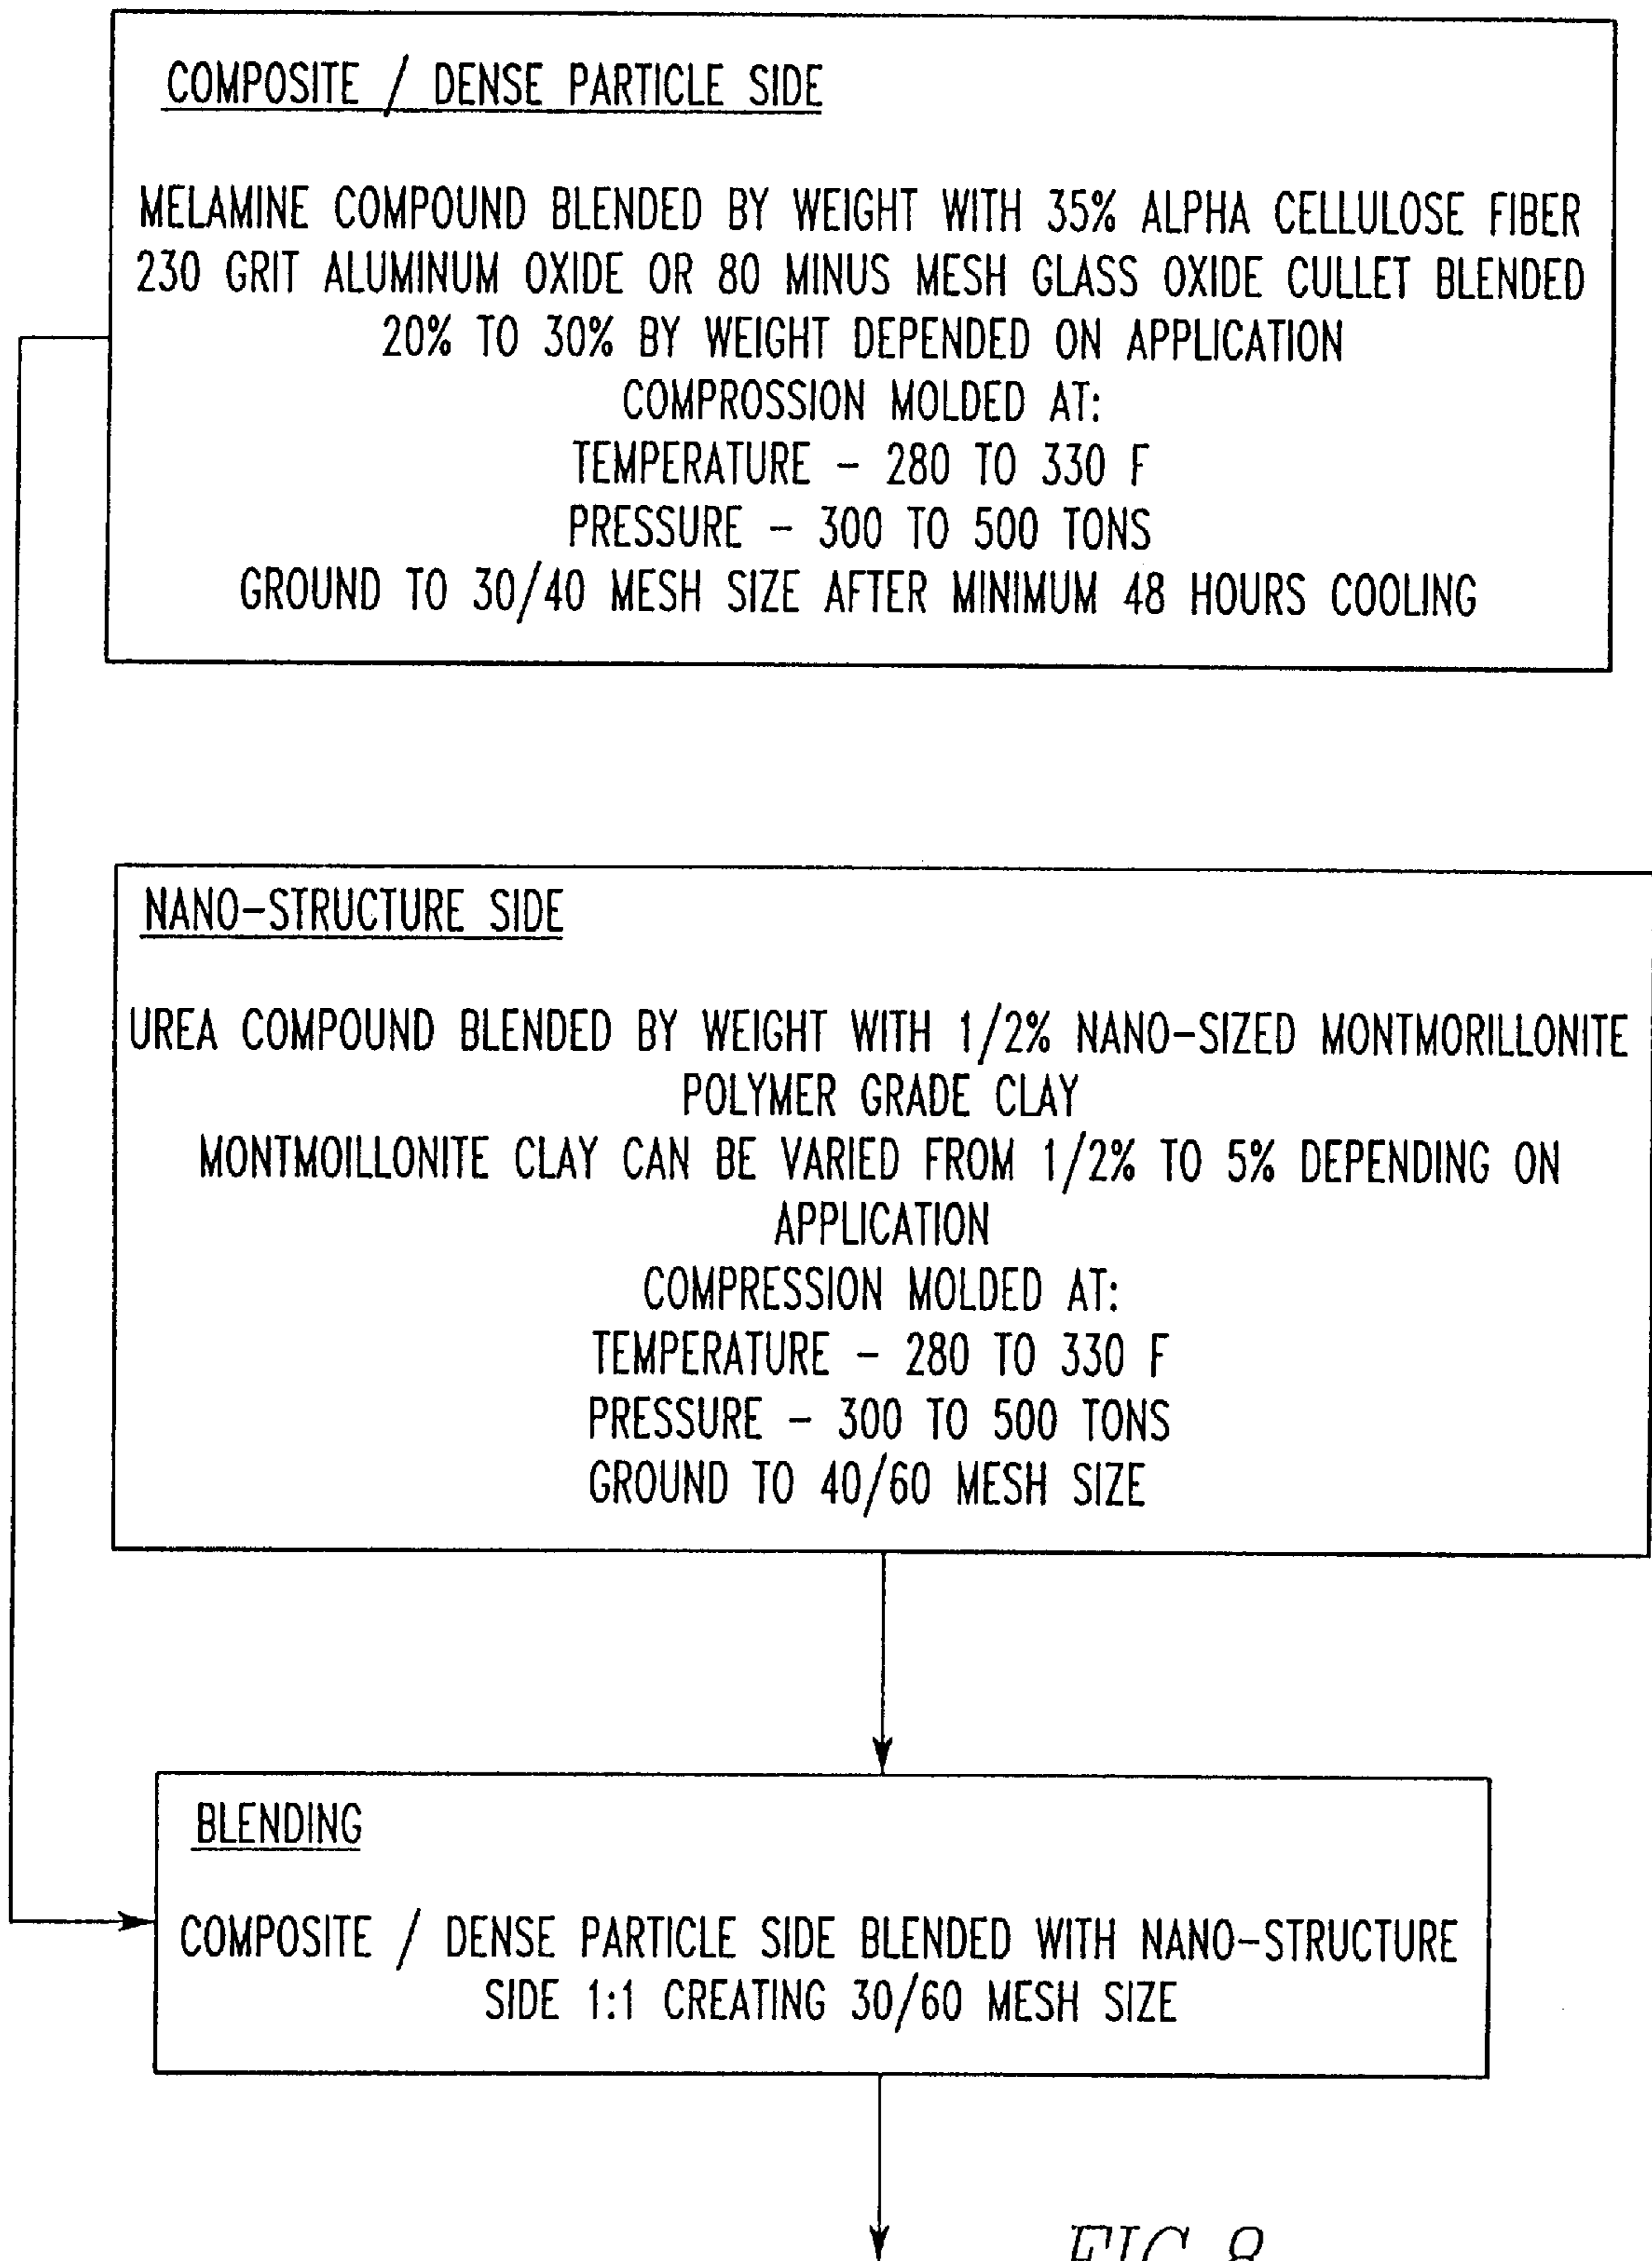 COMPOSITE / DENSE PARTICLE SIDE
MELAMINE COMPOUND BLENDED BY WEIGHT WITH 35% ALPHA CELLULOSE FIBER
230 GRIT ALUMINUM OXIDE OR 80 MINUS MESH GLASS OXIDE CULLET BLENDED
20% TO 30% BY WEIGHT DEPENDED ON APPLICATION
COMPROSSION MOLDED AT:
TEMPERATURE – 280 TO 330 F
PRESSURE – 300 TO 500 TONS
GROUND TO 30/40 MESH SIZE AFTER MINIMUM 48 HOURS COOLING
NANO–STRUCTURE SIDE
UREA COMPOUND BLENDED BY WEIGHT WITH 1/2% NANO–SIZED MONTMORILLONITE
POLYMER GRADE CLAY
MONTMOILLONITE CLAY CAN BE VARIED FROM 1/2% TO 5% DEPENDING ON
APPLICATION
COMPRESSION MOLDED AT:
TEMPERATURE – 280 TO 330 F
PRESSURE – 300 TO 500 TONS
GROUND TO 40/60 MESH SIZE
BLENDING
COMPOSITE / DENSE PARTICLE SIDE BLENDED WITH NANO–STRUCTURE
SIDE 1:1 CREATING 30/60 MESH SIZE
FIG. 8